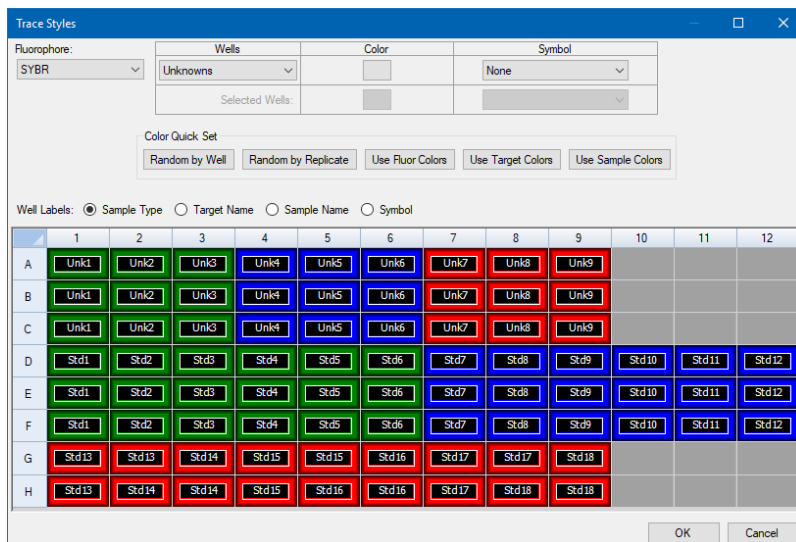 Trace Styles
Fluorophore:
Wells Color Symbol
SYBR Unknowns None
Selected Wells:
Color Quick Set
Random by Well Random by Replicate Use Fluor Colors Use Target Colors Use Sample Colors
Well Labels: Sample Type Target Name Sample Name Symbol
1 2 3 4 5 6 7 8 9 10 11 12
A Unk1 Unk2 Unk3 Unk4 Unk5 Unk6 Unk7 Unk8 Unk9
B Unk1 Unk2 Unk3 Unk4 Unk5 Unk6 Unk7 Unk8 Unk9
C Unk1 Unk2 Unk3 Unk4 Unk5 Unk6 Unk7 Unk8 Unk9
D Std1 Std2 Std3 Std4 Std5 Std6 Std7 Std8 Std9 Std10 Std11 Std12
E Std1 Std2 Std3 Std4 Std5 Std6 Std7 Std8 Std9 Std10 Std11 Std12
F Std1 Std2 Std3 Std4 Std5 Std6 Std7 Std8 Std9 Std10 Std11 Std12
G Std13 Std13 Std14 Std15 Std15 Std16 Std17 Std17 Std18
H Std13 Std14 Std14 Std15 Std16 Std16 Std17 Std18 Std18
OK Cancel